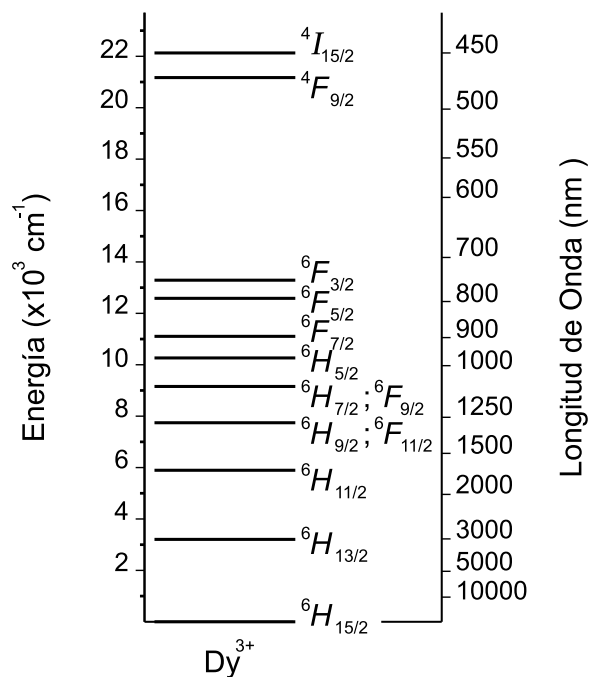 Energía (x10³ cm⁻¹)
22
20
18
16
14
12
10
8
6
4
2
⁴I₁₅/₂
⁴F₉/₂
⁶F₃/₂
⁶F₅/₂
⁶F₇/₂
⁶H₅/₂
⁶H₇/₂ ; ⁶F₉/₂
⁶H₉/₂ ; ⁶F₁₁/₂
⁶H₁₁/₂
⁶H₁₃/₂
⁶H₁₅/₂
450
500
550
600
700
800
900
1000
1250
1500
2000
3000
5000
10000
Longitud de Onda (nm)
Dy³⁺